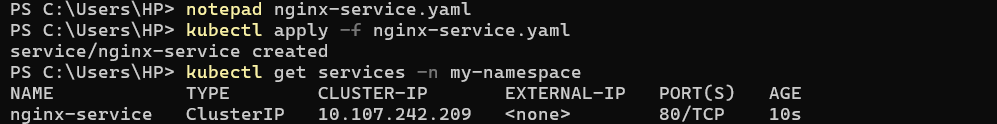 PS C:\Users\HP> notepad nginx-service.yaml
PS C:\Users\HP> kubectl apply -f nginx-service.yaml
service/nginx-service created
PS C:\Users\HP> kubectl get services -n my-namespace
NAME TYPE CLUSTER-IP EXTERNAL-IP PORT(S) AGE
nginx-service ClusterIP 10.107.242.209 <none> 80/TCP 10s